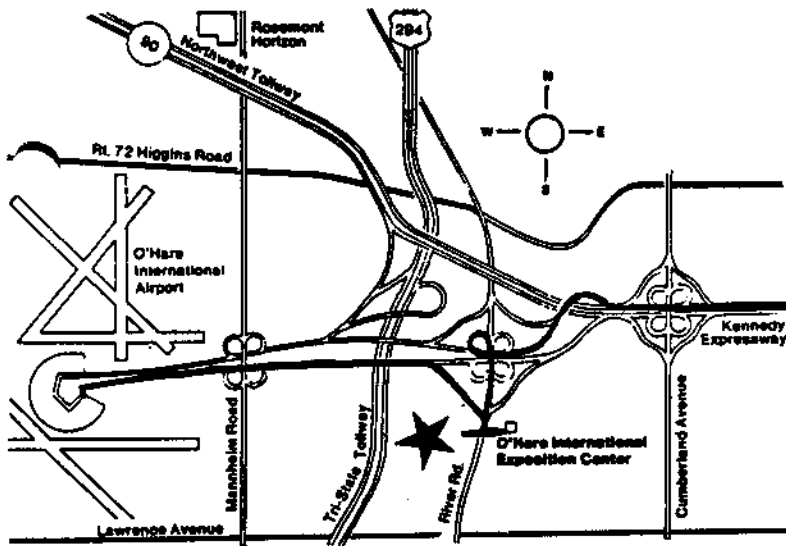 Rosemont
Horizon
294
90
Northwest Tollway
N
W
E
S
Rt. 72 Higgins Road
O'Hare
International
Airport
Kennedy
Expressway
Mannheim Road
Tri-State Tollway
River Rd.
O'Hare International
Exposition Center
Cumberland Avenue
Lawrence Avenue